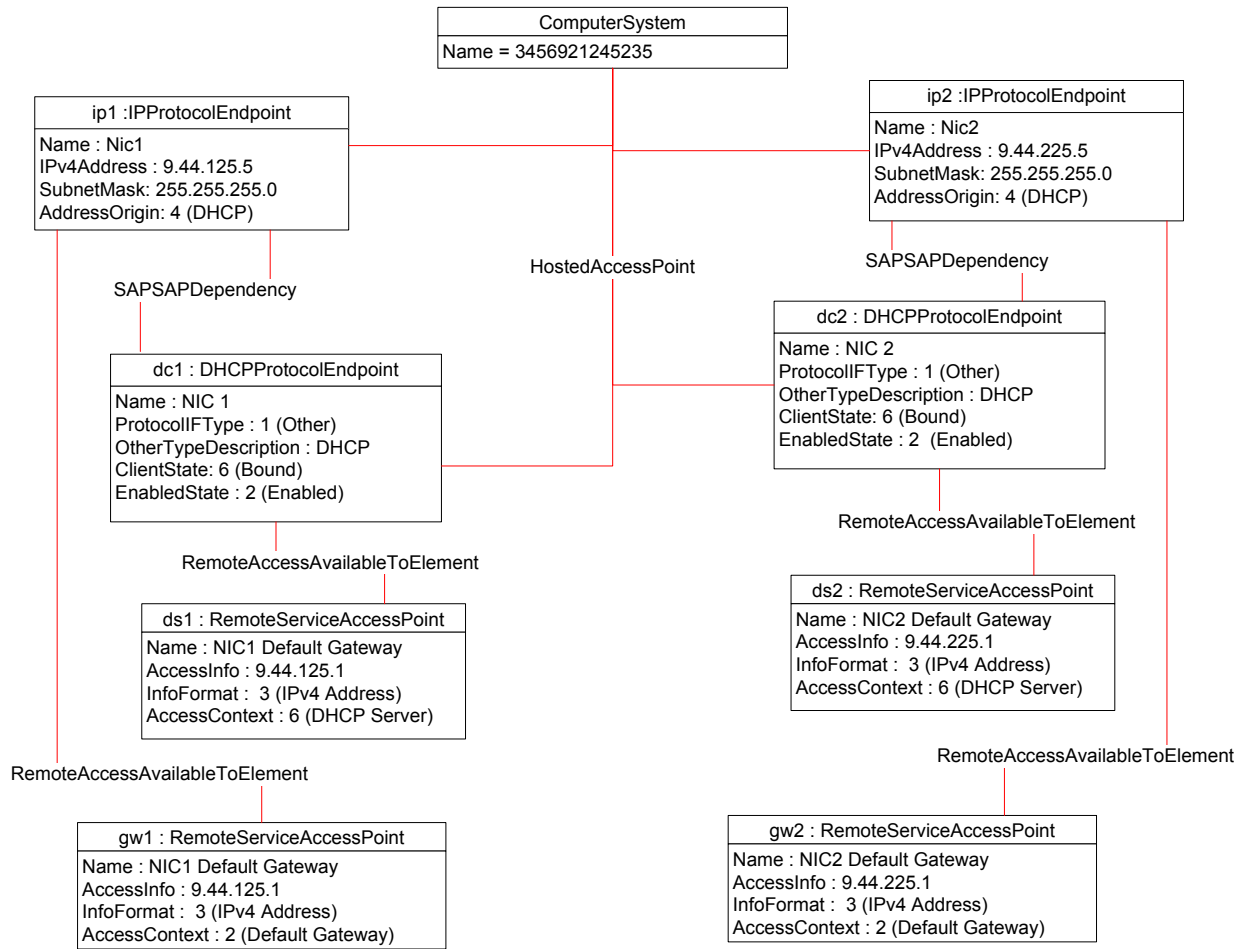 ComputerSystem
Name = 3456921245235
ip1 :IPProtocolEndpoint
Name : Nic1
IPv4Address : 9.44.125.5
SubnetMask: 255.255.255.0
AddressOrigin: 4 (DHCP)
ip2 :IPProtocolEndpoint
Name : Nic2
IPv4Address : 9.44.225.5
SubnetMask: 255.255.255.0
AddressOrigin: 4 (DHCP)
HostedAccessPoint
SAPSAPDependency
SAPSAPDependency
dc1 : DHCPProtocolEndpoint
Name : NIC 1
ProtocolIFType : 1 (Other)
OtherTypeDescription : DHCP
ClientState: 6 (Bound)
EnabledState : 2 (Enabled)
dc2 : DHCPProtocolEndpoint
Name : NIC 2
ProtocolIFType : 1 (Other)
OtherTypeDescription : DHCP
ClientState: 6 (Bound)
EnabledState : 2 (Enabled)
RemoteAccessAvailableToElement
RemoteAccessAvailableToElement
ds1 : RemoteServiceAccessPoint
Name : NIC1 Default Gateway
AccessInfo : 9.44.125.1
InfoFormat : 3 (IPv4 Address)
AccessContext : 6 (DHCP Server)
ds2 : RemoteServiceAccessPoint
Name : NIC2 Default Gateway
AccessInfo : 9.44.225.1
InfoFormat : 3 (IPv4 Address)
AccessContext : 6 (DHCP Server)
RemoteAccessAvailableToElement
RemoteAccessAvailableToElement
gw1 : RemoteServiceAccessPoint
Name : NIC1 Default Gateway
AccessInfo : 9.44.125.1
InfoFormat : 3 (IPv4 Address)
AccessContext : 2 (Default Gateway)
gw2 : RemoteServiceAccessPoint
Name : NIC2 Default Gateway
AccessInfo : 9.44.225.1
InfoFormat : 3 (IPv4 Address)
AccessContext : 2 (Default Gateway)